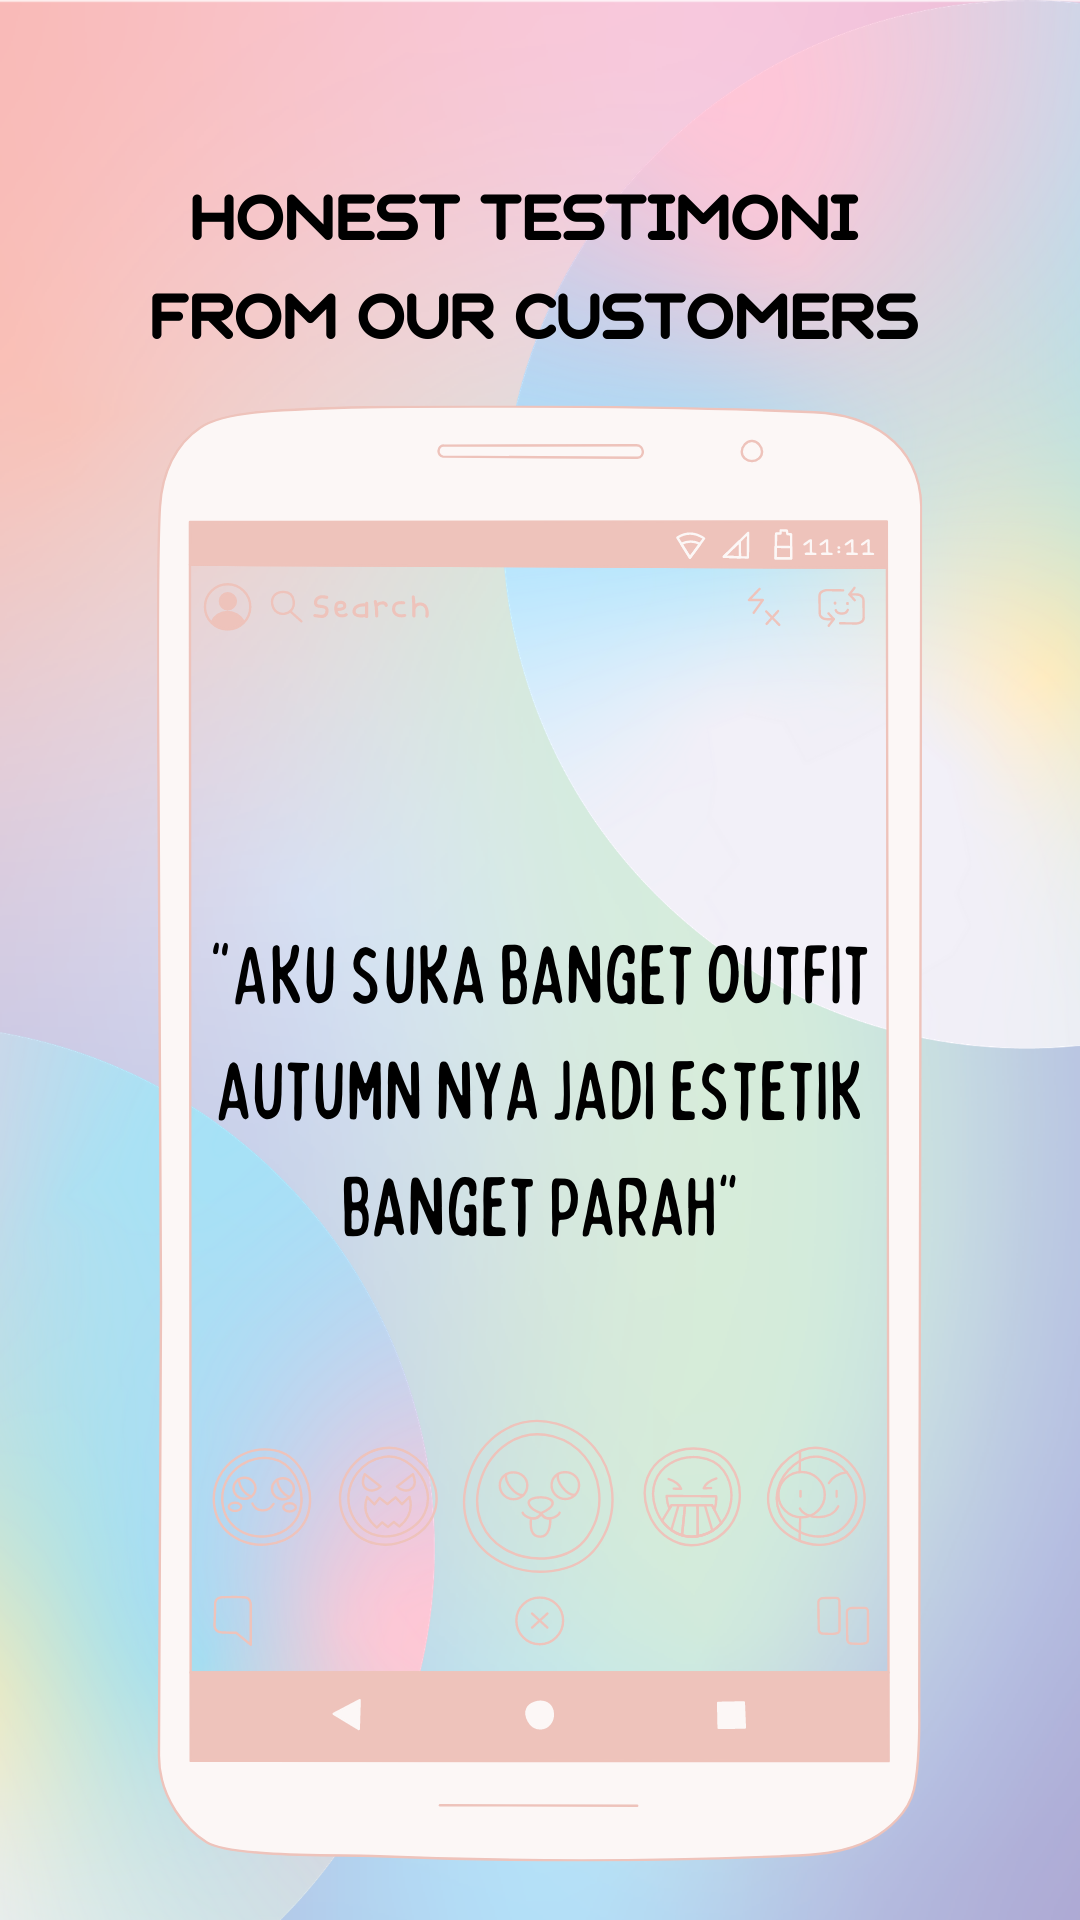 HONEST TESTIMONI
FROM OUR CUSTOMERS
11:11
Search
"AKU SUKA BANGET OUTFIT
AUTUMN NYA JADI ESTETIK
BANGET PARAH"